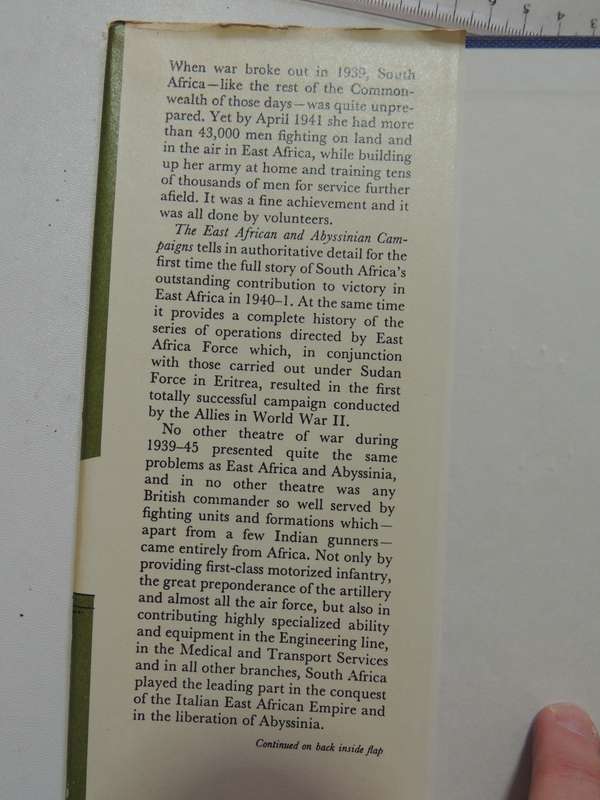 When war broke out in 1939, South
Africa—like the rest of the Common-
wealth of those days—was quite unpre-
pared. Yet by April 1941 she had more
than 43,000 men fighting on land and
in the air in East Africa, while building
up her army at home and training tens
of thousands of men for service further
afield. It was a fine achievement and it
was all done by volunteers.
The East African and Abyssinian Cam-
paigns tells in authoritative detail for the
first time the full story of South Africa's
outstanding contribution to victory in
East Africa in 1940–1. At the same time
it provides a complete history of the
series of operations directed by East
Africa Force which, in conjunction
with those carried out under Sudan
Force in Eritrea, resulted in the first
totally successful campaign conducted
by the Allies in World War II.
No other theatre of war during
1939–45 presented quite the same
problems as East Africa and Abyssinia,
and in no other theatre was any
British commander so well served by
fighting units and formations which—
apart from a few Indian gunners—
came entirely from Africa. Not only by
providing first-class motorized infantry,
the great preponderance of the artillery
and almost all the air force, but also in
contributing highly specialized ability
and equipment in the Engineering line,
in the Medical and Transport Services
and in all other branches, South Africa
played the leading part in the conquest
of the Italian East African Empire and
in the liberation of Abyssinia.
Continued on back inside flap
6 5 4 3